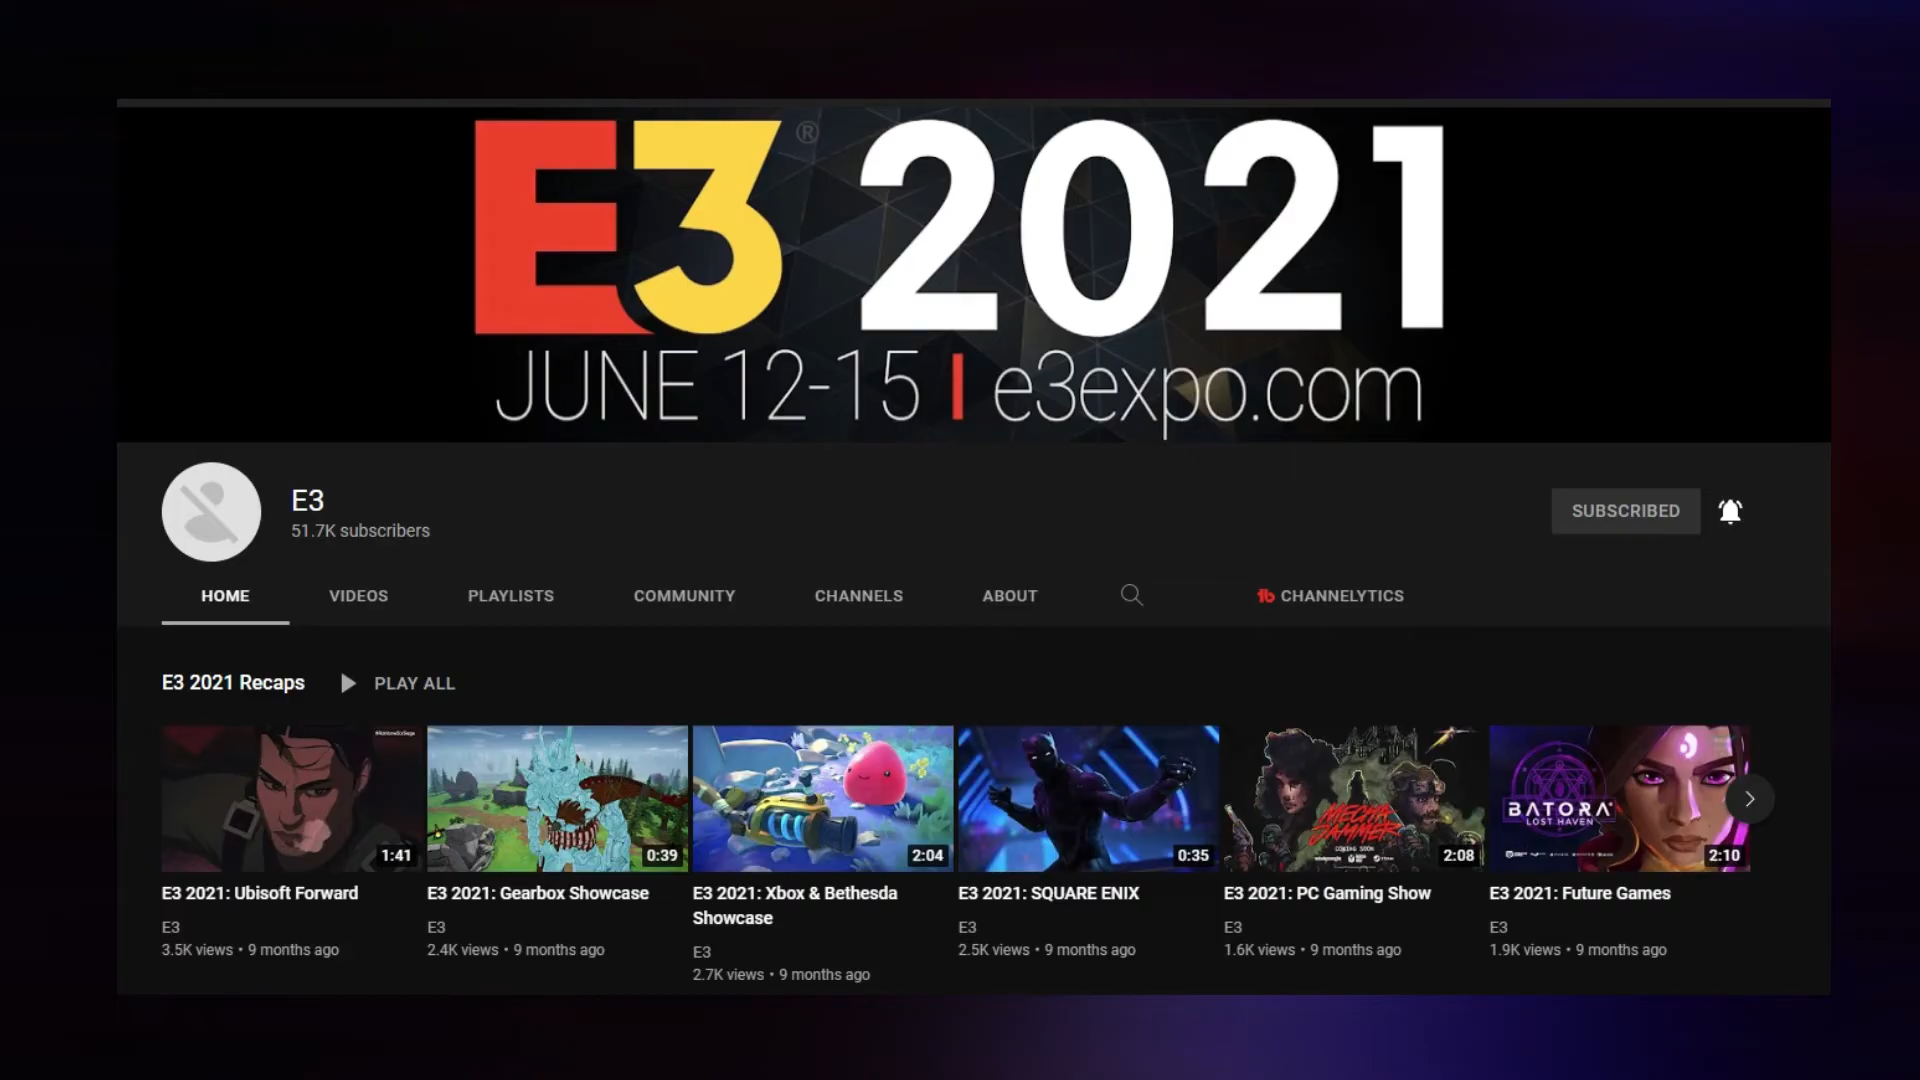 E3® 2021
JUNE 12-15 | e3expo.com
E3
51.7K subscribers
SUBSCRIBED
HOME
VIDEOS
PLAYLISTS
COMMUNITY
CHANNELS
ABOUT
CHANNELYTICS
E3 2021 Recaps
PLAY ALL
1:41
0:39
2:04
0:35
MECHA
JAMMER
COMING SOON
2:08
BATORA
LOST HAVEN
2:10
E3 2021: Ubisoft Forward
E3
3.5K views • 9 months ago
E3 2021: Gearbox Showcase
E3
2.4K views • 9 months ago
E3 2021: Xbox & Bethesda
Showcase
E3
2.7K views • 9 months ago
E3 2021: SQUARE ENIX
E3
2.5K views • 9 months ago
E3 2021: PC Gaming Show
E3
1.6K views • 9 months ago
E3 2021: Future Games
E3
1.9K views • 9 months ago